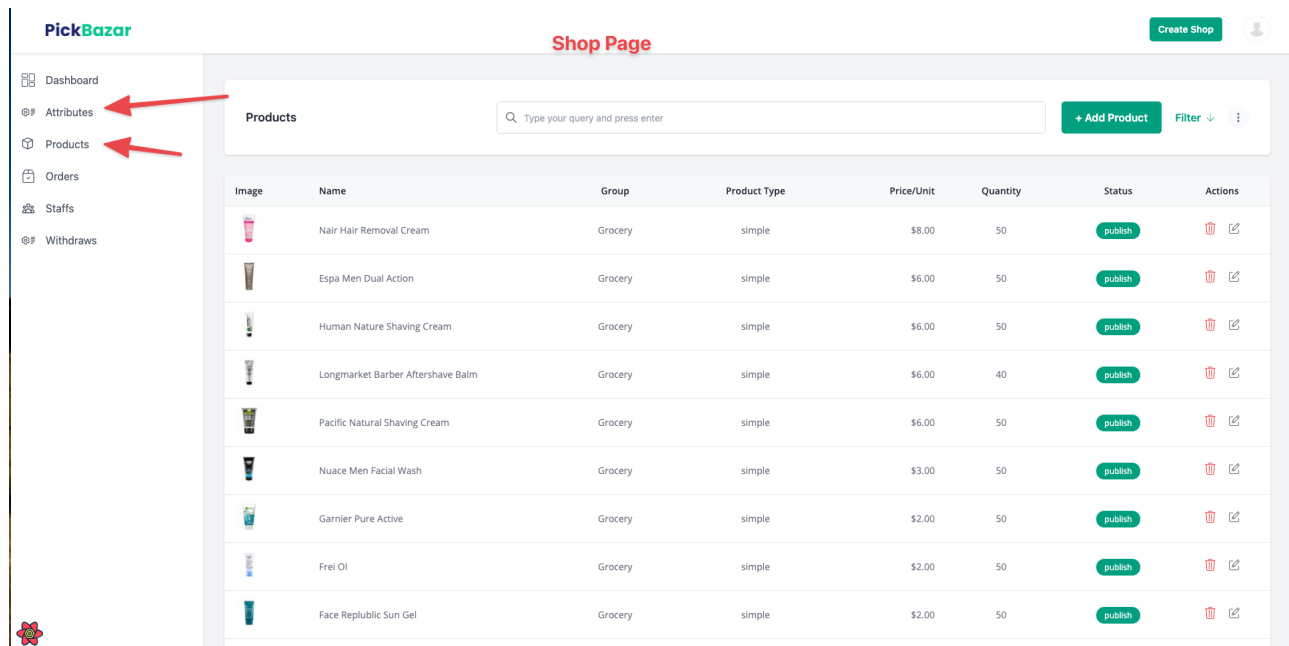 PickBazar
Shop Page
Create Shop
Dashboard
Attributes
Products
Orders
Staffs
Withdraws
Products
Type your query and press enter
+ Add Product
Filter
Image Name Group Product Type Price/Unit Quantity Status Actions
Nair Hair Removal Cream Grocery simple $8.00 50 publish
Espa Men Dual Action Grocery simple $6.00 50 publish
Human Nature Shaving Cream Grocery simple $6.00 50 publish
Longmarket Barber Aftershave Balm Grocery simple $6.00 40 publish
Pacific Natural Shaving Cream Grocery simple $6.00 50 publish
Nuace Men Facial Wash Grocery simple $3.00 50 publish
Garnier Pure Active Grocery simple $2.00 50 publish
Frei Ol Grocery simple $2.00 50 publish
Face Replublic Sun Gel Grocery simple $2.00 50 publish